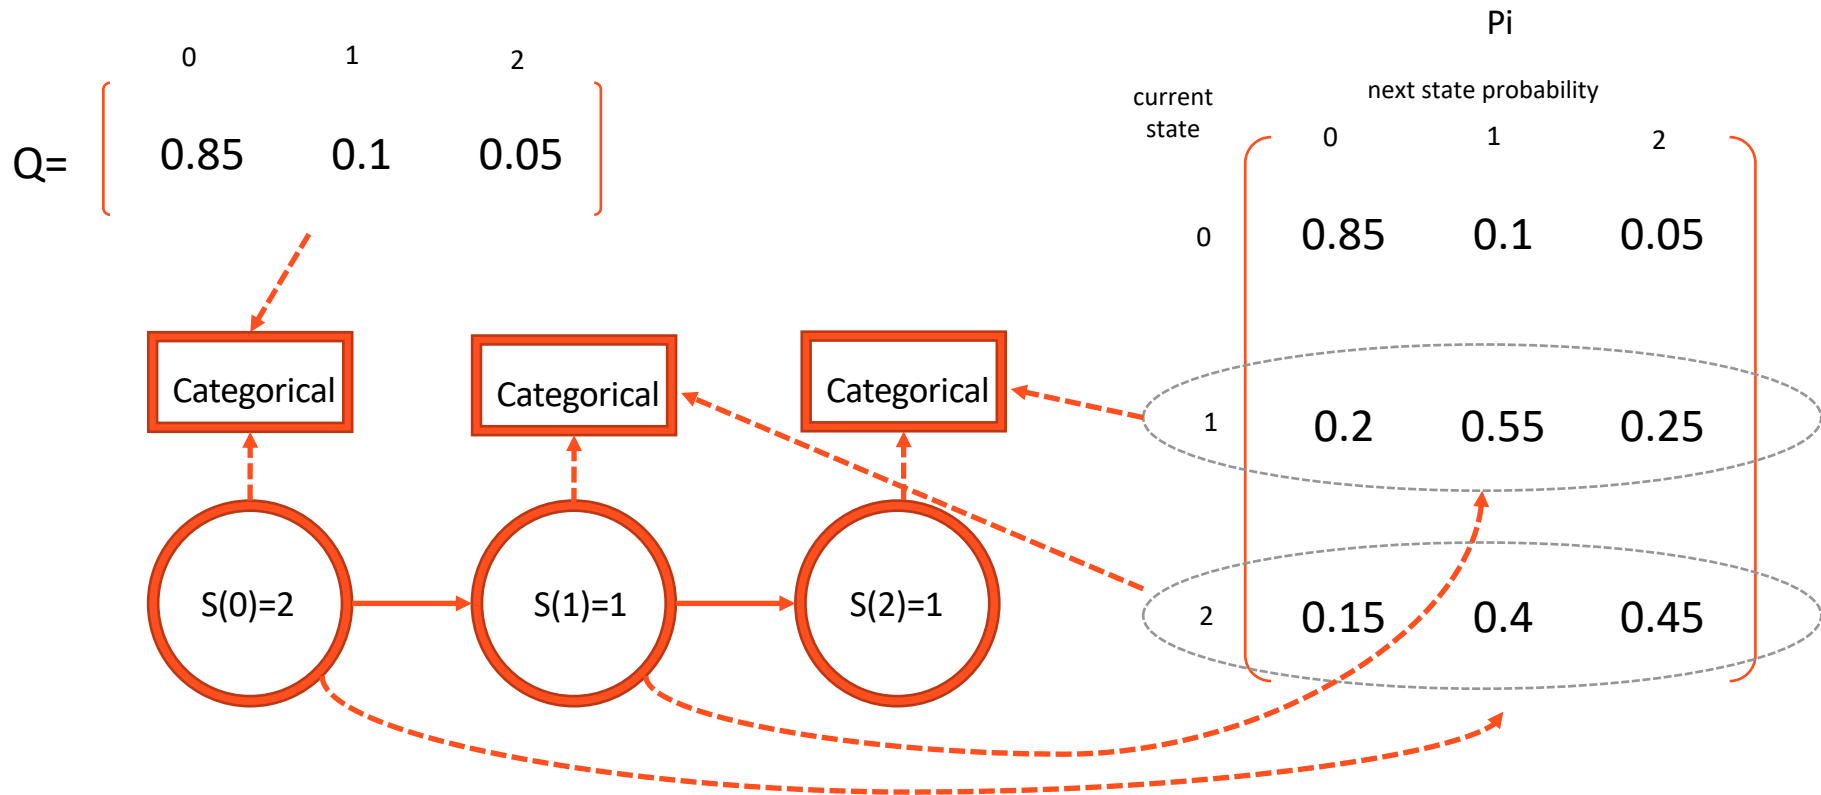 0 1 2
Q= 0.85 0.1 0.05
Pi
current
state
next state probability
0 1 2
0 0.85 0.1 0.05
1 0.2 0.55 0.25
2 0.15 0.4 0.45
Categorical Categorical Categorical
S(0)=2 S(1)=1 S(2)=1